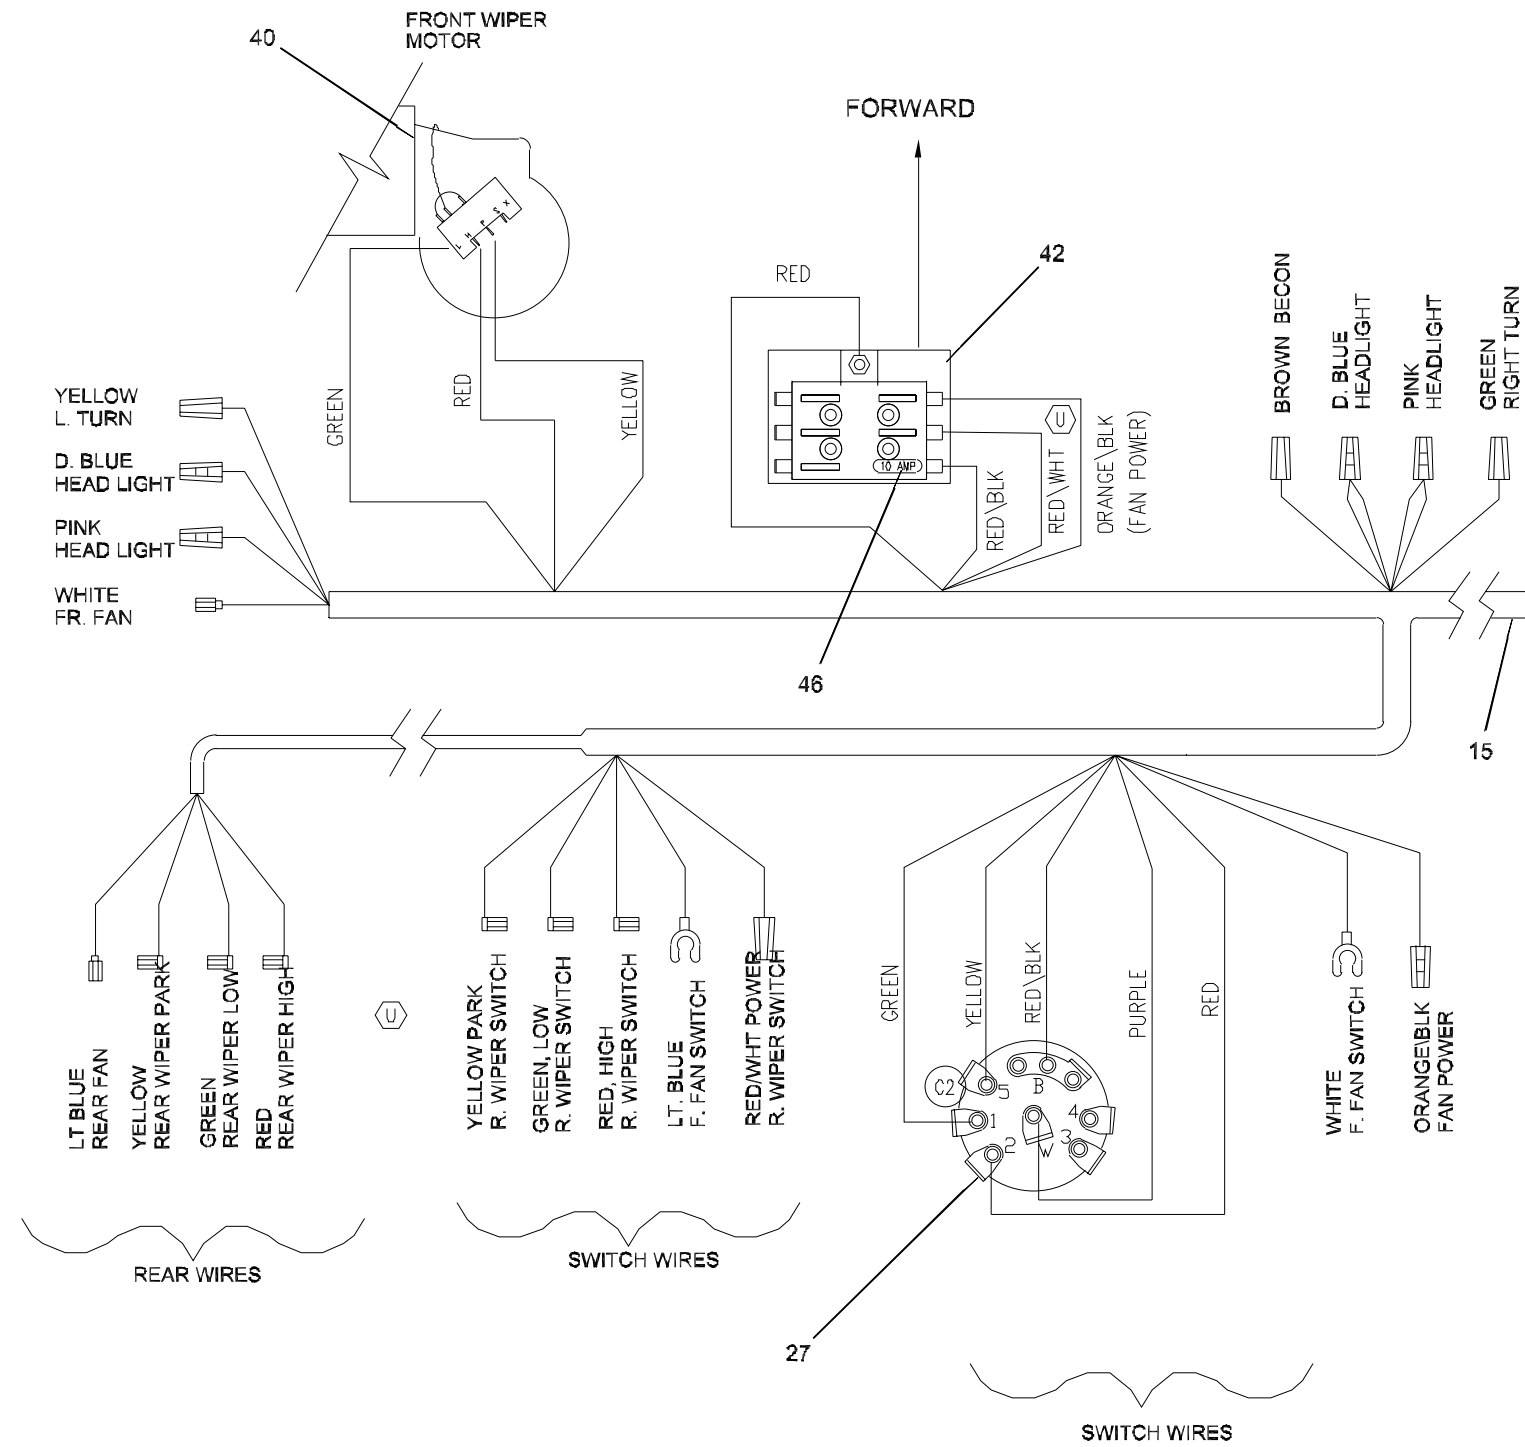 FRONT WIPER
MOTOR
40
FORWARD
42
RED
L
H
P
S
X
GREEN
RED
YELLOW
10 AMP
RED\BLK
RED\WHT
U
ORANGE\BLK
(FAN POWER)
46
BROWN BECON
D. BLUE
HEADLIGHT
PINK
HEADLIGHT
GREEN
RIGHT TURN
YELLOW
L. TURN
D. BLUE
HEAD LIGHT
PINK
HEAD LIGHT
WHITE
FR. FAN
15
LT BLUE
REAR FAN
YELLOW
REAR WIPER PARK
GREEN
REAR WIPER LOW
RED
REAR WIPER HIGH
REAR WIRES
U
YELLOW PARK
R. WIPER SWITCH
GREEN, LOW
R. WIPER SWITCH
RED, HIGH
R. WIPER SWITCH
LT. BLUE
F. FAN SWITCH
RED/WHT POWER
R. WIPER SWITCH
SWITCH WIRES
GREEN
YELLOW
RED\BLK
PURPLE
RED
C2
5
B
1
4
2
W
3
27
WHITE
F. FAN SWITCH
ORANGE\BLK
FAN POWER
SWITCH WIRES